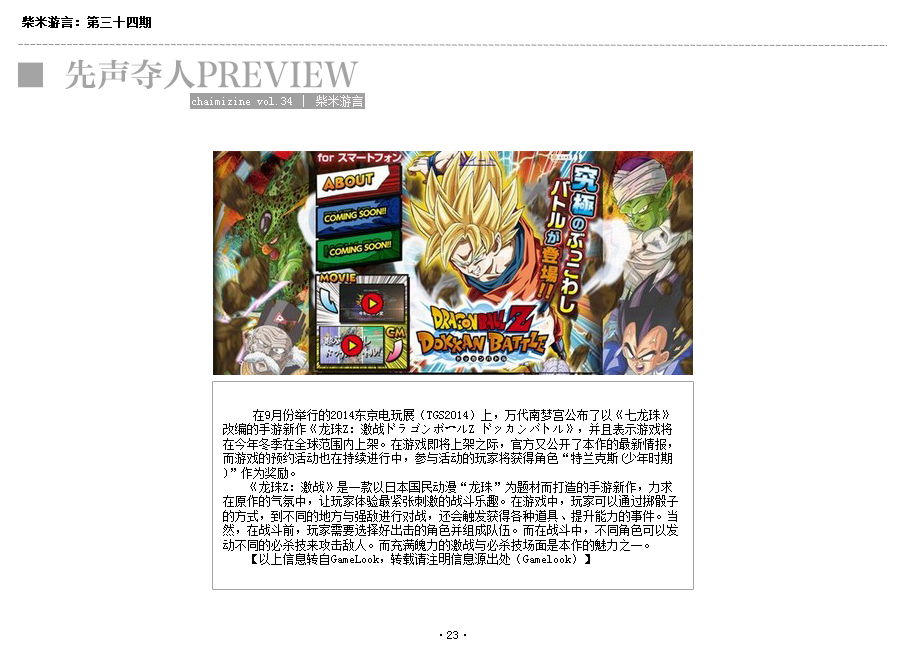 柴米游言：第三十四期
先声夺人PREVIEW
chaimizine vol.34 | 柴米游言
for スマートフォン
ABOUT
COMING SOON!!
COMING SOON!!
MOVIE
CM
究極のぶっこわし
バトルが登場!!
DRAGON BALL Z
DOKKAN BATTLE
ドッカンバトル
在9月份举行的2014东京电玩展（TGS2014）上，万代南梦宫公布了以《七龙珠》
改编的手游新作《龙珠Z：激战ドラゴンボールZ ドッカンバトル》，并且表示游戏将
在今年冬季在全球范围内上架。在游戏即将上架之际，官方又公开了本作的最新情报，
而游戏的预约活动也在持续进行中，参与活动的玩家将获得角色“特兰克斯(少年时期
)”作为奖励。
《龙珠Z：激战》是一款以日本国民动漫“龙珠”为题材而打造的手游新作，力求
在原作的气氛中，让玩家体验最紧张刺激的战斗乐趣。在游戏中，玩家可以通过掷骰子
的方式，到不同的地方与强敌进行对战，还会触发获得各种道具、提升能力的事件。当
然，在战斗前，玩家需要选择好出击的角色并组成队伍。而在战斗中，不同角色可以发
动不同的必杀技来攻击敌人。而充满魄力的激战与必杀技场面是本作的魅力之一。
【以上信息转自GameLook，转载请注明信息源出处（Gamelook）】
·23·